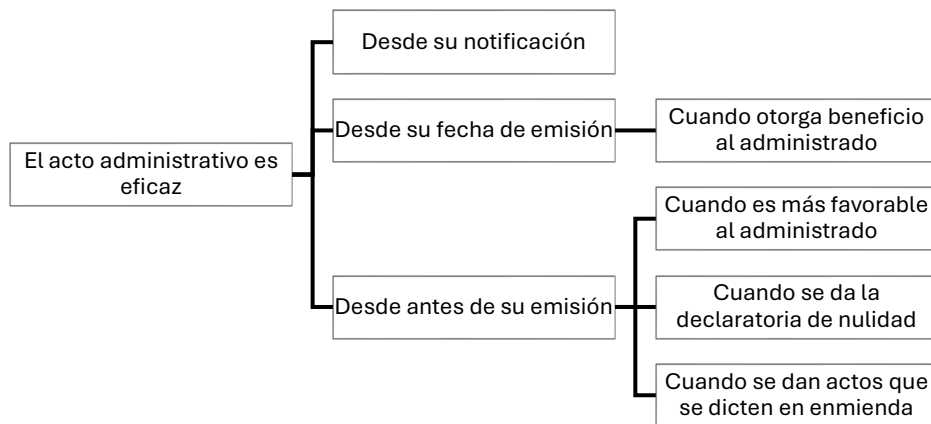 El acto administrativo es
eficaz
Desde su notificación
Desde su fecha de emisión
Cuando otorga beneficio
al administrado
Desde antes de su emisión
Cuando es más favorable
al administrado
Cuando se da la
declaratoria de nulidad
Cuando se dan actos que
se dicten en enmienda